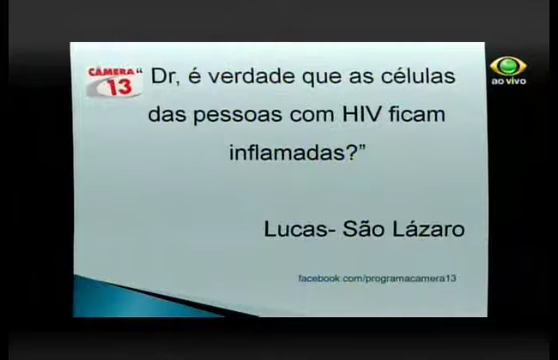 CÂMERA
13
" Dr, é verdade que as células
das pessoas com HIV ficam
inflamadas?”
Lucas- São Lázaro
facebook.com/programacamera13
ao vivo